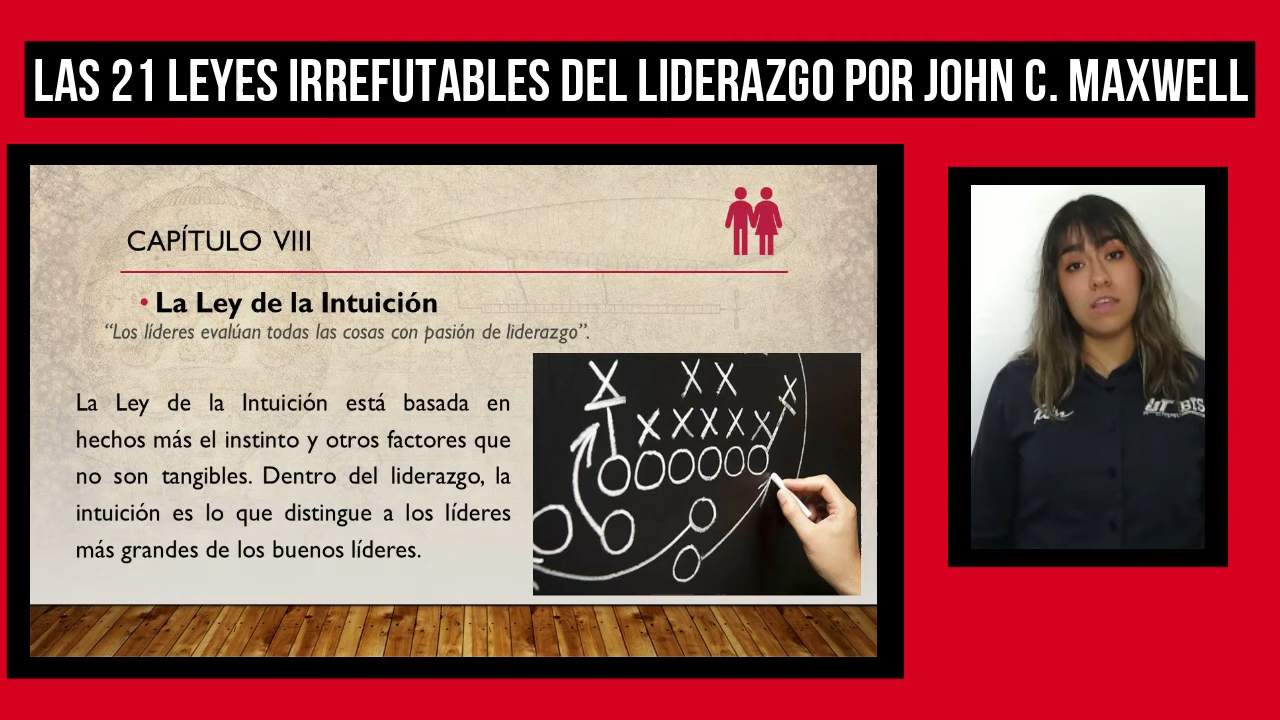 LAS 21 LEYES IRREFUTABLES DEL LIDERAZGO POR JOHN C. MAXWELL
CAPÍTULO VIII
• La Ley de la Intuición
“Los líderes evalúan todas las cosas con pasión de liderazgo”.
La Ley de la Intuición está basada en
hechos más el instinto y otros factores que
no son tangibles. Dentro del liderazgo, la
intuición es lo que distingue a los líderes
más grandes de los buenos líderes.
X X X X
X X X X X
UT BIS